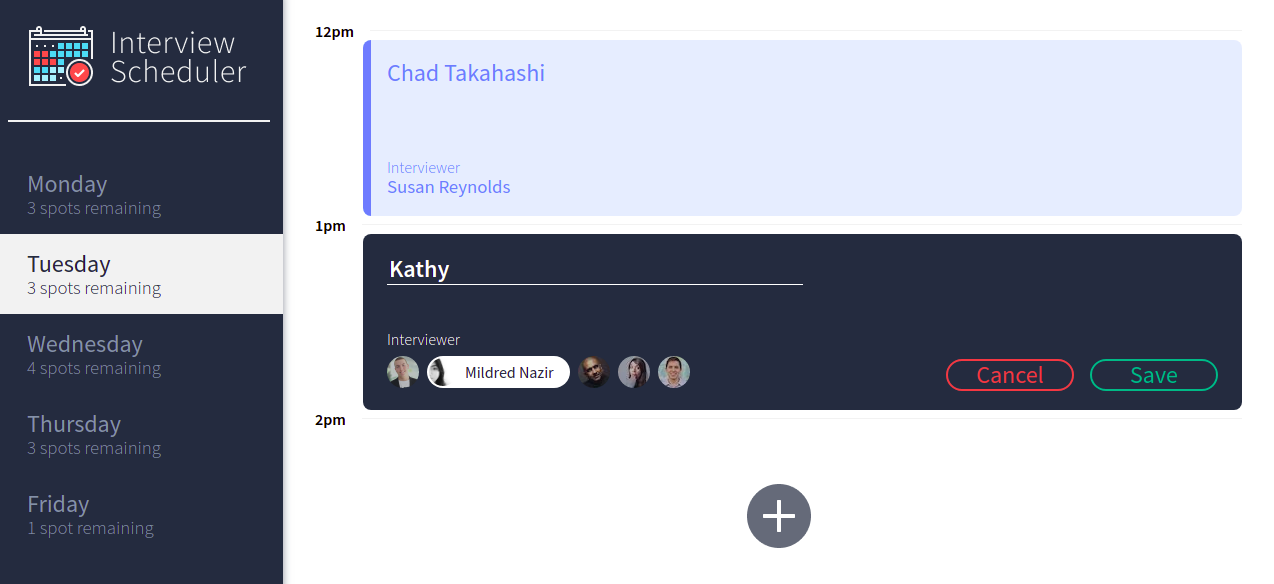 Interview
Scheduler
Monday
3 spots remaining
Tuesday
3 spots remaining
Wednesday
4 spots remaining
Thursday
3 spots remaining
Friday
1 spot remaining
12pm
Chad Takahashi
Interviewer
Susan Reynolds
1pm
Kathy
Interviewer
Mildred Nazir
Cancel
Save
2pm